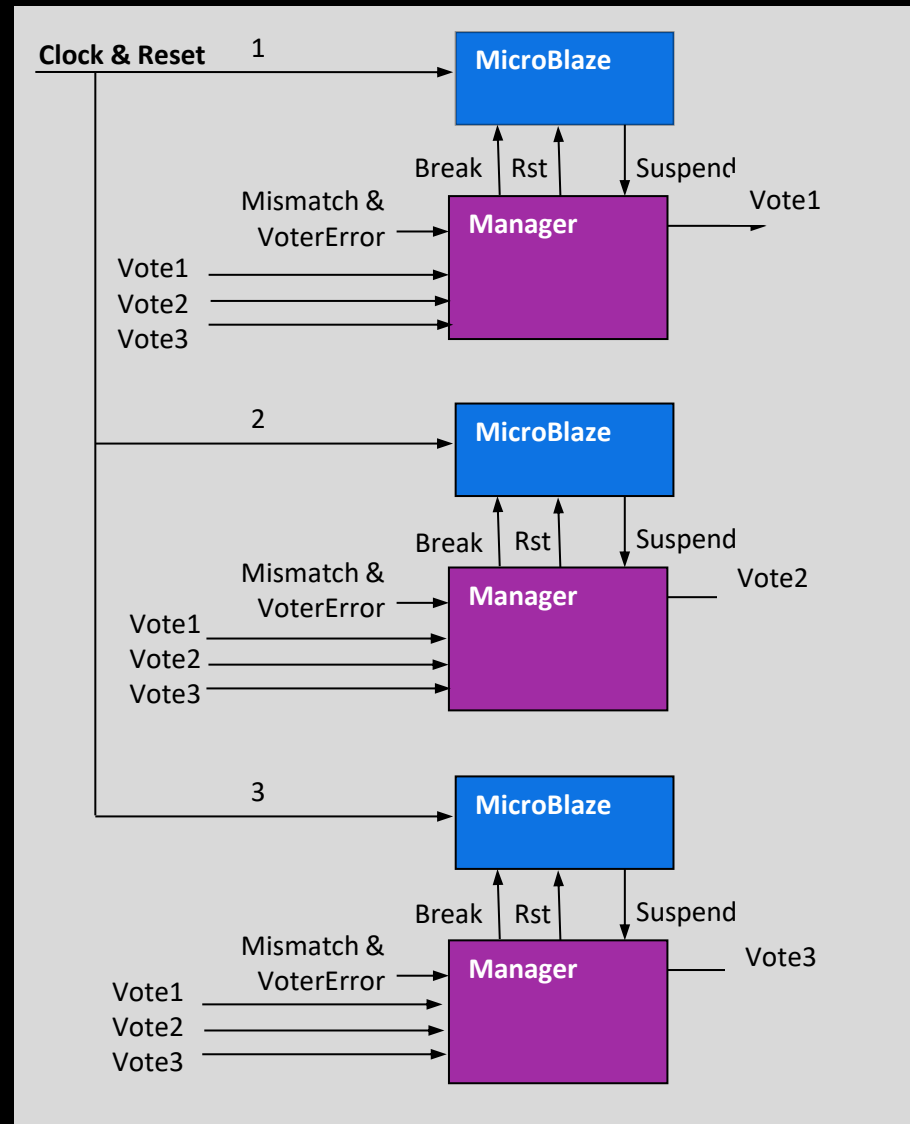 Clock & Reset 1
MicroBlaze
Break Rst Suspend
Mismatch &
VoterError
Manager
Vote1
Vote1
Vote2
Vote3
2
MicroBlaze
Break Rst Suspend
Mismatch &
VoterError
Manager
Vote2
Vote1
Vote2
Vote3
3
MicroBlaze
Break Rst Suspend
Mismatch &
VoterError
Manager
Vote3
Vote1
Vote2
Vote3